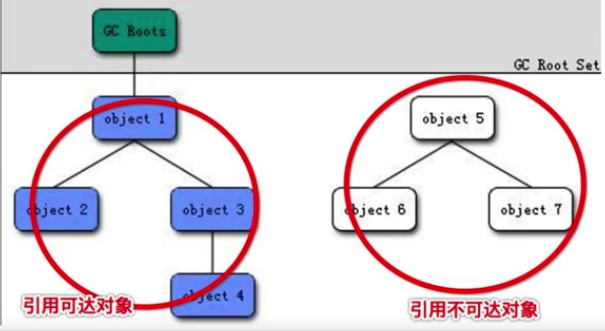 GC Roots
GC Root Set
object 1
object 5
object 2
object 3
object 6
object 7
object 4
引用可达对象
引用不可达对象